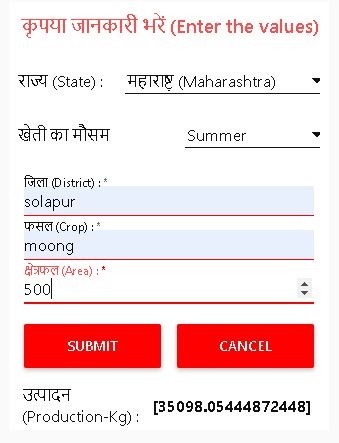 कृपया जानकारी भरें (Enter the values)
राज्य (State) : महाराष्ट्र (Maharashtra)
खेती का मौसम Summer
जिला (District) : *
solapur
फसल (Crop) : *
moong
क्षेत्रफल (Area) : *
500
SUBMIT CANCEL
उत्पादन
(Production-Kg) : [35098.05444872448]